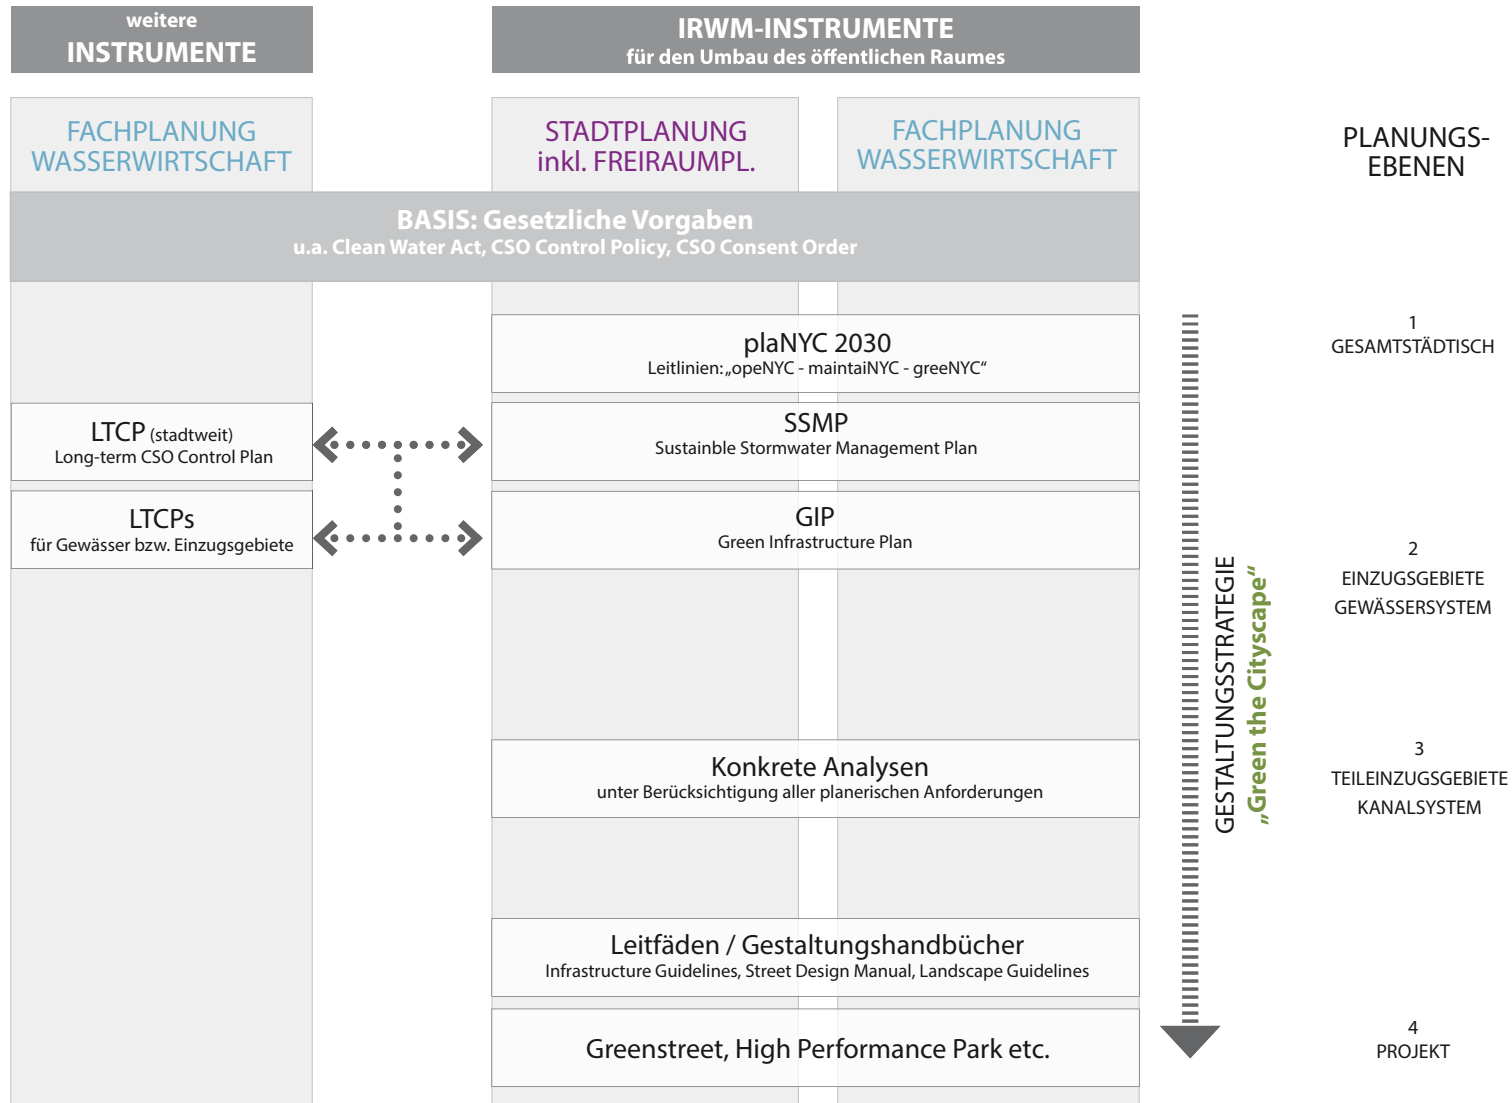 weitere
INSTRUMENTE
IRWM-INSTRUMENTE
für den Umbau des öffentlichen Raumes
FACHPLANUNG
WASSERWIRTSCHAFT
STADTPLANUNG
inkl. FREIRAUMPL.
FACHPLANUNG
WASSERWIRTSCHAFT
PLANUNGS-
EBENEN
BASIS: Gesetzliche Vorgaben
u.a. Clean Water Act, CSO Control Policy, CSO Consent Order
plaNYC 2030
Leitlinien: „opeNYC - maintaiNYC - greeNYC“
1
GESAMTSTÄDTISCH
LTCP (stadtweit)
Long-term CSO Control Plan
SSMP
Sustainble Stormwater Management Plan
LTCPs
für Gewässer bzw. Einzugsgebiete
GIP
Green Infrastructure Plan
2
EINZUGSGEBIETE
GEWÄSSERSYSTEM
GESTALTUNGSSTRATEGIE
„Green the Cityscape“
Konkrete Analysen
unter Berücksichtigung aller planerischen Anforderungen
3
TEILEINZUGSGEBIETE
KANALSYSTEM
Leitfäden / Gestaltungshandbücher
Infrastructure Guidelines, Street Design Manual, Landscape Guidelines
Greenstreet, High Performance Park etc.
4
PROJEKT